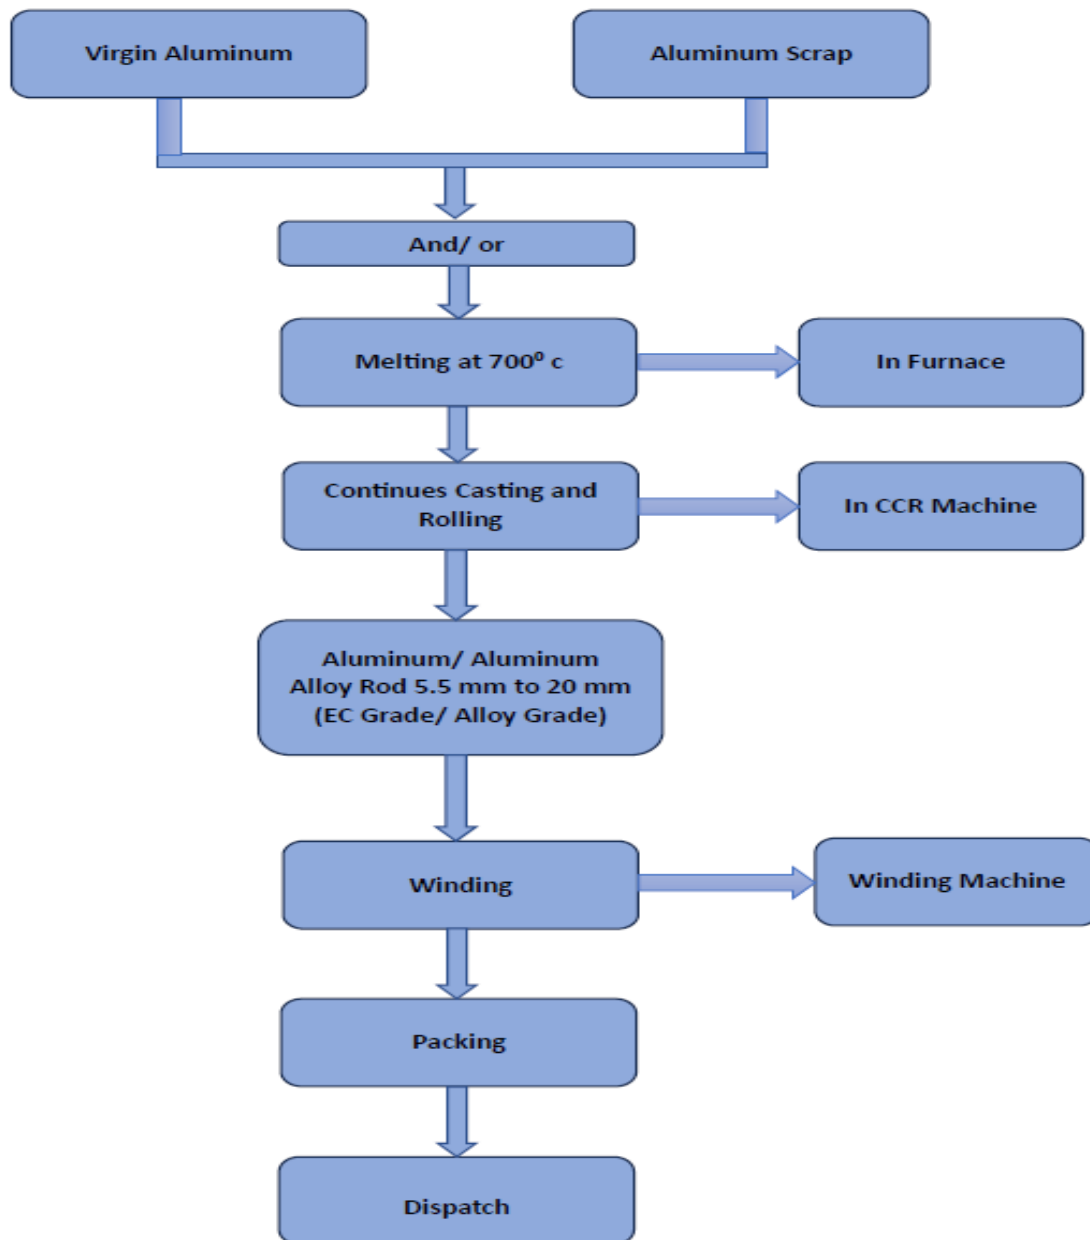 Virgin Aluminum
Aluminum Scrap
And/ or
Melting at 700⁰ c
In Furnace
Continues Casting and
Rolling
In CCR Machine
Aluminum/ Aluminum
Alloy Rod 5.5 mm to 20 mm
(EC Grade/ Alloy Grade)
Winding
Winding Machine
Packing
Dispatch